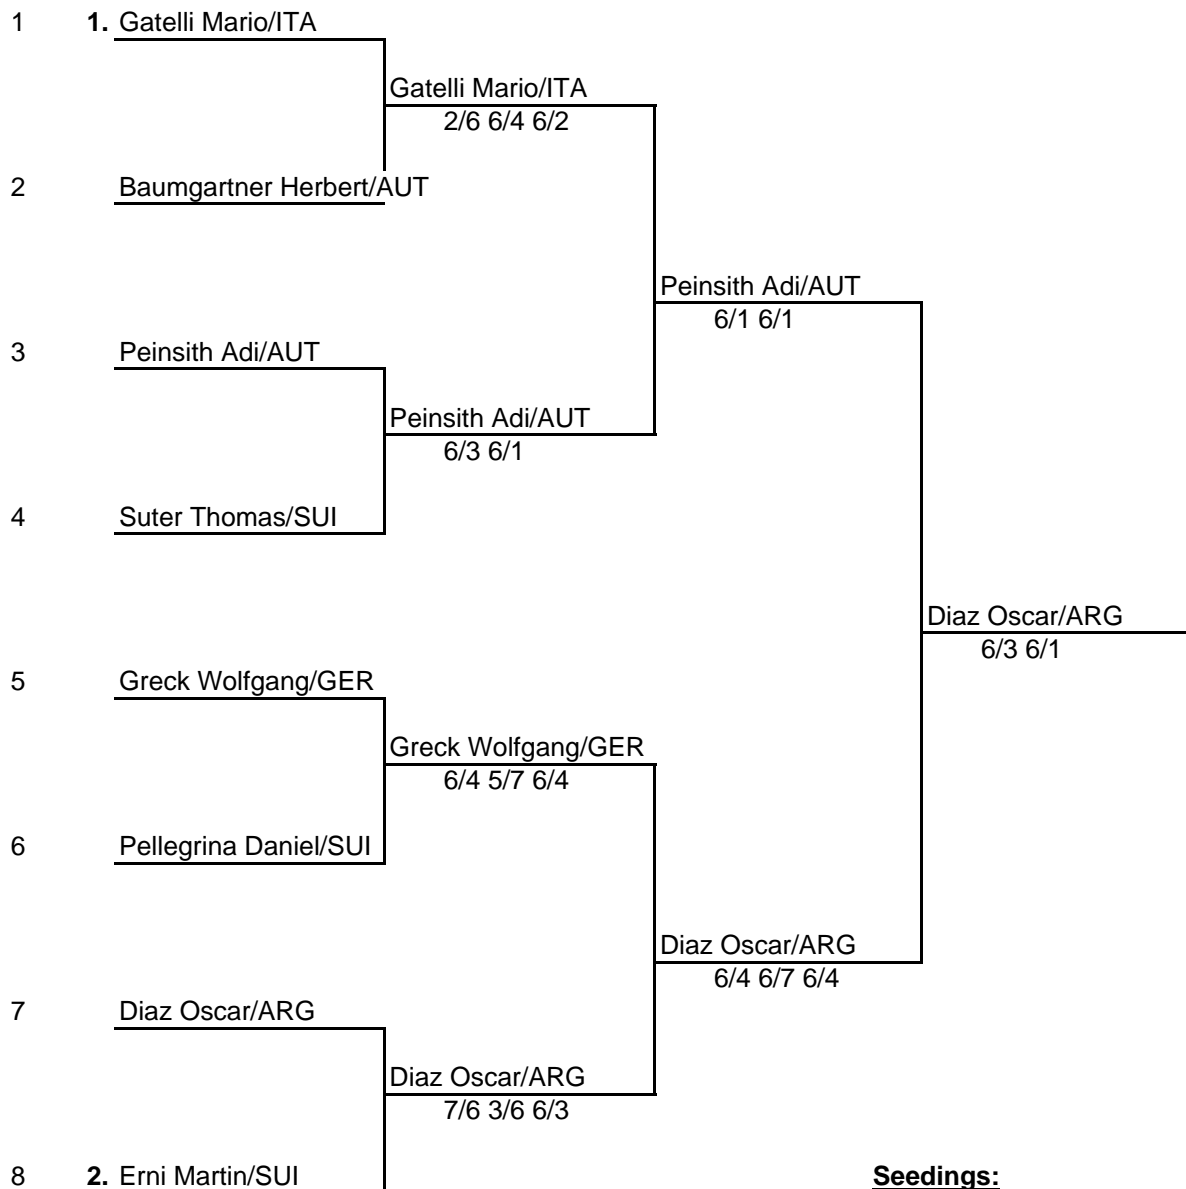 1 1. Gatelli Mario/ITA
Gatelli Mario/ITA
2/6 6/4 6/2
2 Baumgartner Herbert/AUT
Peinsith Adi/AUT
6/1 6/1
3 Peinsith Adi/AUT
Peinsith Adi/AUT
6/3 6/1
4 Suter Thomas/SUI
Diaz Oscar/ARG
6/3 6/1
5 Greck Wolfgang/GER
Greck Wolfgang/GER
6/4 5/7 6/4
6 Pellegrina Daniel/SUI
Diaz Oscar/ARG
6/4 6/7 6/4
7 Diaz Oscar/ARG
Diaz Oscar/ARG
7/6 3/6 6/3
8 2. Erni Martin/SUI
Seedings: